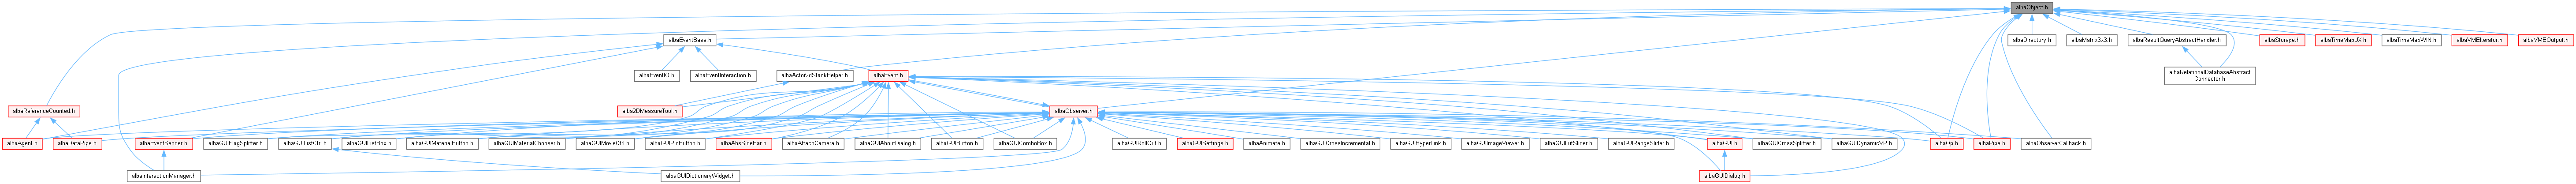 albaObject.h
albaEventBase.h
albaDirectory.h
albaMatrix3x3.h
albaResultQueryAbstractHandler.h
albaStorage.h
albaTimeMapUX.h
albaTimeMapWIN.h
albaVMEIterator.h
albaVMEOutput.h
albaEventIO.h
albaEventInteraction.h
albaActor2dStackHelper.h
albaEvent.h
albaRelationalDatabaseAbstract
Connector.h
albaReferenceCounted.h
alba2DMeasureTool.h
albaObserver.h
albaAgent.h
albaDataPipe.h
albaEventSender.h
albaGUIFlagSplitter.h
albaGUIListCtrl.h
albaGUIListBox.h
albaGUIMaterialButton.h
albaGUIMaterialChooser.h
albaGUIMovieCtrl.h
albaGUIPicButton.h
albaAbsSideBar.h
albaAttachCamera.h
albaGUIAboutDialog.h
albaGUIButton.h
albaGUIComboBox.h
albaGUIRollOut.h
albaGUISettings.h
albaAnimate.h
albaGUICrossIncremental.h
albaGUIHyperLink.h
albaGUIImageViewer.h
albaGUILutSlider.h
albaGUIRangeSlider.h
albaGUI.h
albaGUICrossSplitter.h
albaGUIDynamicVP.h
albaOp.h
albaPipe.h
albaObserverCallback.h
albaInteractionManager.h
albaGUIDictionaryWidget.h
albaGUIDialog.h